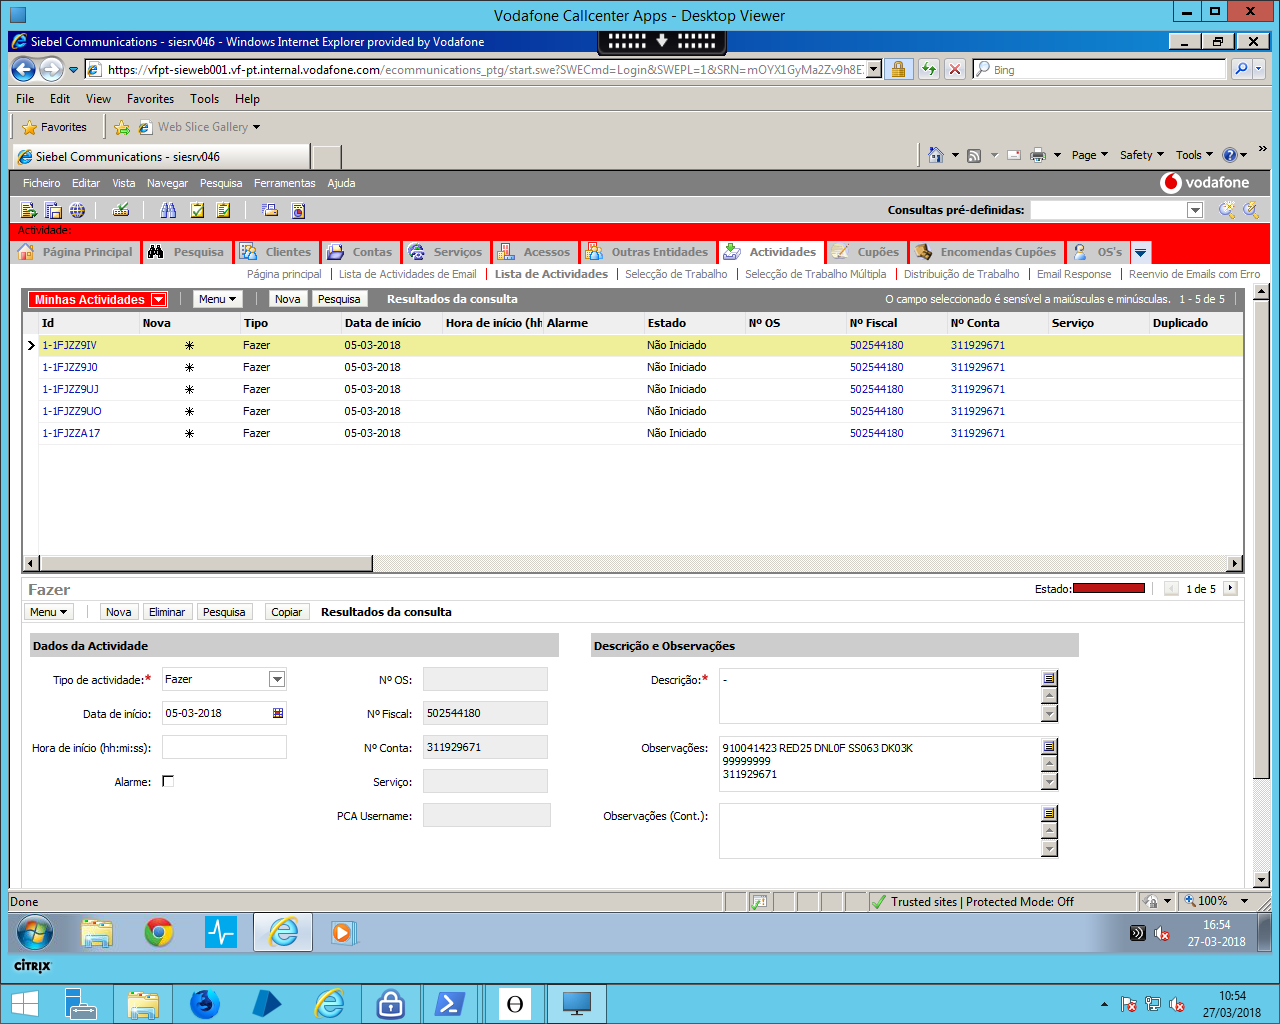 Vodafone Callcenter Apps - Desktop Viewer
Siebel Communications - siesrv046 - Windows Internet Explorer provided by Vodafone
https://vfpt-sieweb001.vf-pt.internal.vodafone.com/ecommunications_ptg/start.swe?SWECmd=Login&SWEPL=1&SRN=mOYX1GyMa2Zv9h8E
Bing
File Edit View Favorites Tools Help
Favorites Web Slice Gallery
Siebel Communications - siesrv046
Page Safety Tools
Ficheiro Editar Vista Navegar Pesquisa Ferramentas Ajuda
vodafone
Consultas pré-definidas:
Actividade:
Página Principal Pesquisa Clientes Contas Serviços Acessos Outras Entidades Actividades Cupões Encomendas Cupões OS's
Página principal Lista de Actividades de Email Lista de Actividades Selecção de Trabalho Selecção de Trabalho Múltipla Distribuição de Trabalho Email Response Reenvio de Emails com Erro
Minhas Actividades Menu Nova Pesquisa Resultados da consulta O campo seleccionado é sensível a maiúsculas e minúsculas. 1 - 5 de 5
Id Nova Tipo Data de início Hora de início (hh Alarme Estado Nº OS Nº Fiscal Nº Conta Serviço Duplicado
1-1FJZZ9IV Fazer 05-03-2018 Não Iniciado 502544180 311929671
1-1FJZZ9J0 Fazer 05-03-2018 Não Iniciado 502544180 311929671
1-1FJZZ9UJ Fazer 05-03-2018 Não Iniciado 502544180 311929671
1-1FJZZ9UO Fazer 05-03-2018 Não Iniciado 502544180 311929671
1-1FJZZA17 Fazer 05-03-2018 Não Iniciado 502544180 311929671
Fazer Estado: 1 de 5
Menu Nova Eliminar Pesquisa Copiar Resultados da consulta
Dados da Actividade Descrição e Observações
Tipo de actividade:* Fazer Nº OS: Descrição:* -
Data de início: 05-03-2018 Nº Fiscal: 502544180
Hora de início (hh:mi:ss): Nº Conta: 311929671 Observações: 910041423 RED25 DNL0F SS063 DK03K
99999999
311929671
Alarme: Serviço:
PCA Username: Observações (Cont.):
Done Trusted sites | Protected Mode: Off 100%
16:54
27-03-2018
CITRIX
10:54
27/03/2018